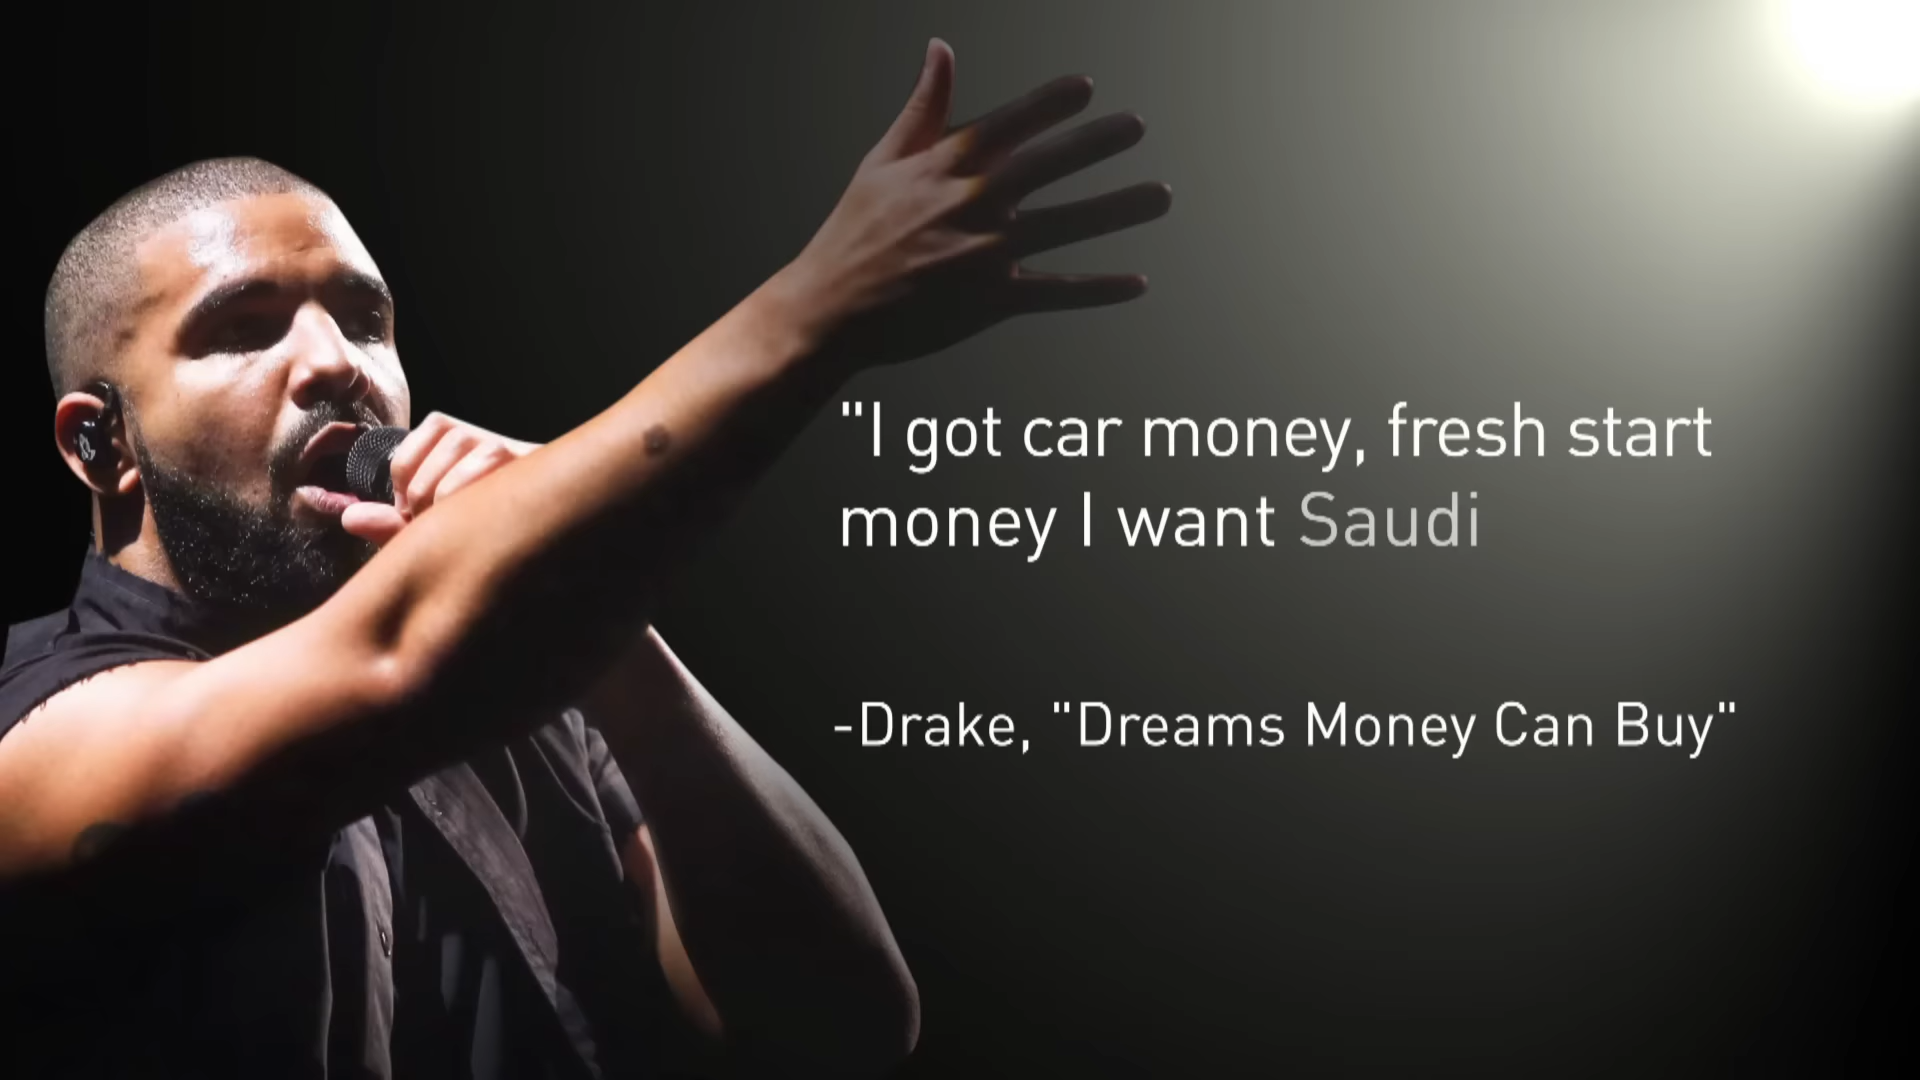 "I got car money, fresh start
money I want Saudi
-Drake, "Dreams Money Can Buy"